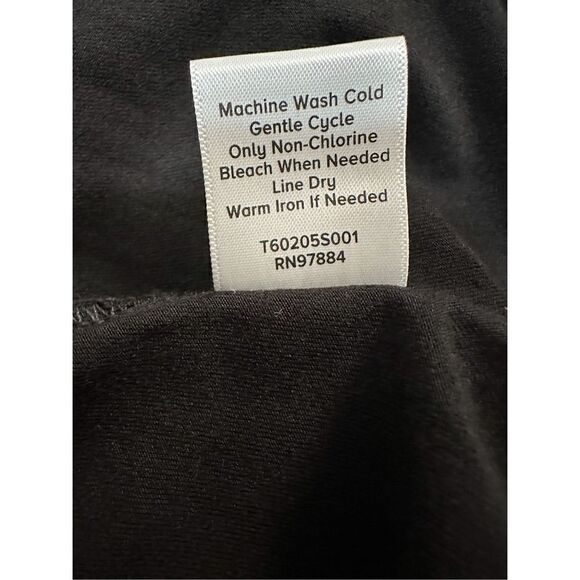 Machine Wash Cold
Gentle Cycle
Only Non-Chlorine
Bleach When Needed
Line Dry
Warm Iron If Needed
T60205S001
RN97884